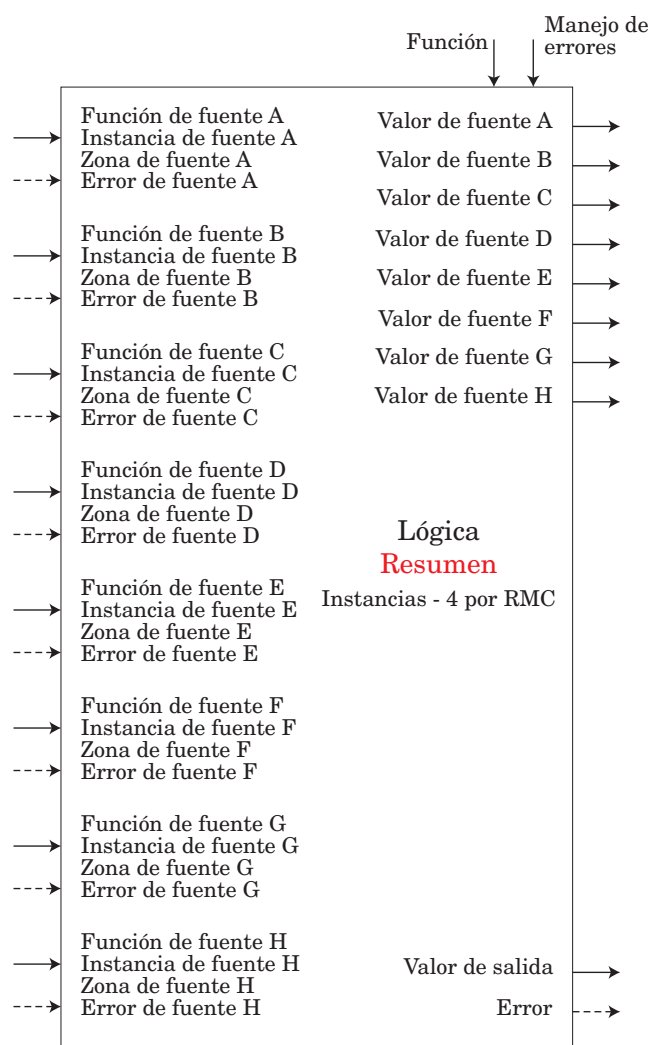 Función
Manejo de
errores
Función de fuente A
Instancia de fuente A
Zona de fuente A
Error de fuente A
Función de fuente B
Instancia de fuente B
Zona de fuente B
Error de fuente B
Función de fuente C
Instancia de fuente C
Zona de fuente C
Error de fuente C
Función de fuente D
Instancia de fuente D
Zona de fuente D
Error de fuente D
Función de fuente E
Instancia de fuente E
Zona de fuente E
Error de fuente E
Función de fuente F
Instancia de fuente F
Zona de fuente F
Error de fuente F
Función de fuente G
Instancia de fuente G
Zona de fuente G
Error de fuente G
Función de fuente H
Instancia de fuente H
Zona de fuente H
Error de fuente H
Valor de fuente A
Valor de fuente B
Valor de fuente C
Valor de fuente D
Valor de fuente E
Valor de fuente F
Valor de fuente G
Valor de fuente H
Lógica
Resumen
Instancias - 4 por RMC
Valor de salida
Error